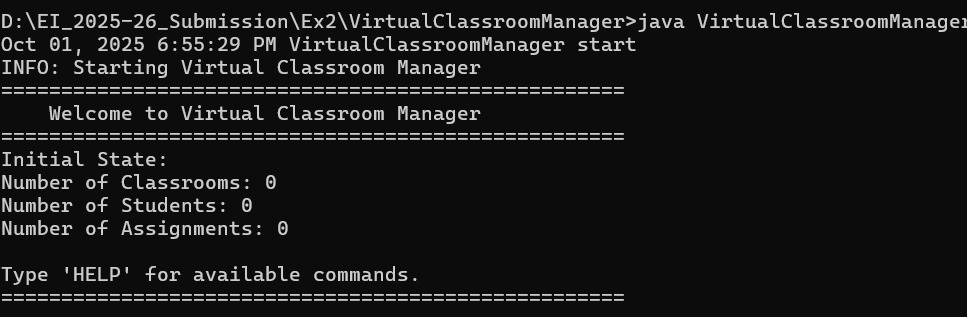 D:\EI_2025-26_Submission\Ex2\VirtualClassroomManager>java VirtualClassroomManager
Oct 01, 2025 6:55:29 PM VirtualClassroomManager start
INFO: Starting Virtual Classroom Manager
====================================================
    Welcome to Virtual Classroom Manager
====================================================
Initial State:
Number of Classrooms: 0
Number of Students: 0
Number of Assignments: 0

Type 'HELP' for available commands.
====================================================